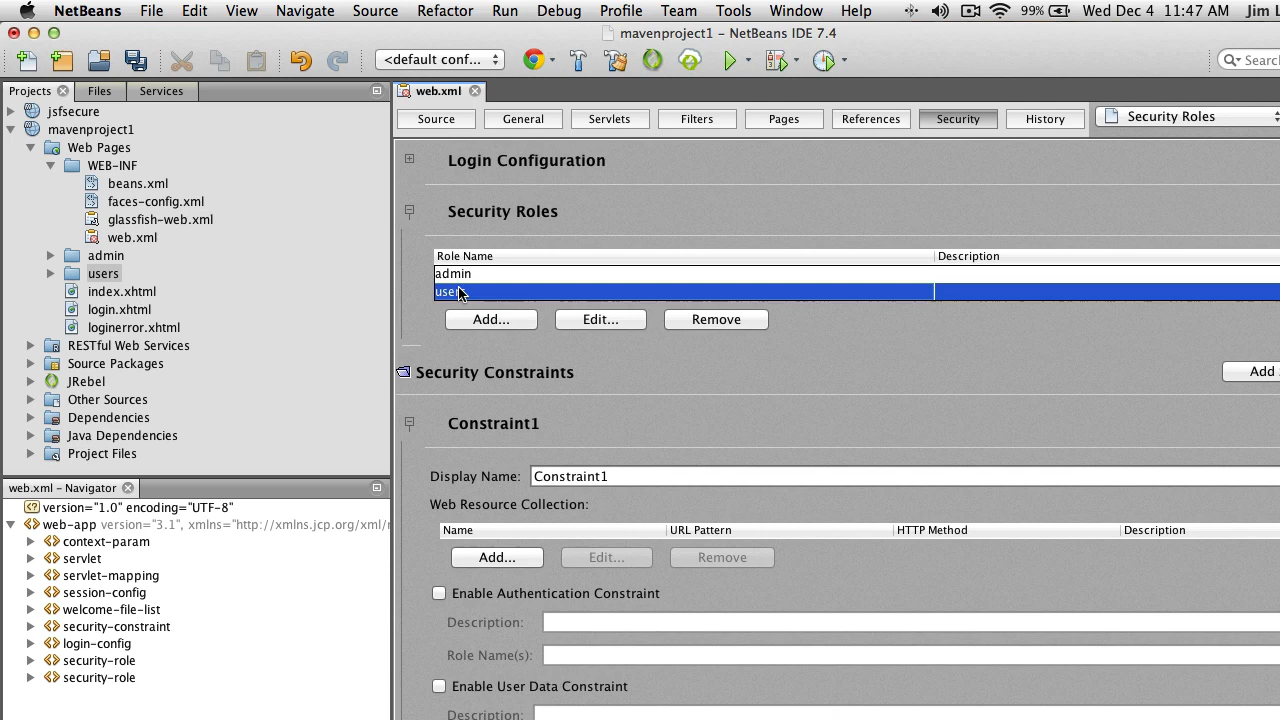 NetBeans File Edit View Navigate Source Refactor Run Debug Profile Team Tools Window Help 99% Wed Dec 4 11:47 AM Jim
mavenproject1 – NetBeans IDE 7.4
<default conf...
Projects Files Services
jsfsecure
mavenproject1
Web Pages
WEB-INF
beans.xml
faces-config.xml
glassfish-web.xml
web.xml
admin
users
index.xhtml
login.xhtml
loginerror.xhtml
RESTful Web Services
Source Packages
JRebel
Other Sources
Dependencies
Java Dependencies
Project Files
web.xml – Navigator
version="1.0" encoding="UTF-8"
web-app version="3.1", xmlns="http://xmlns.jcp.org/xml/
context-param
servlet
servlet-mapping
session-config
welcome-file-list
security-constraint
login-config
security-role
security-role
web.xml
Source General Servlets Filters Pages References Security History Security Roles
Login Configuration
Security Roles
Role Name Description
admin
Add... Edit... Remove
Security Constraints Add
Constraint1
Display Name: Constraint1
Web Resource Collection:
Name URL Pattern HTTP Method Description
Add... Edit... Remove
Enable Authentication Constraint
Description:
Role Name(s):
Enable User Data Constraint
Description: